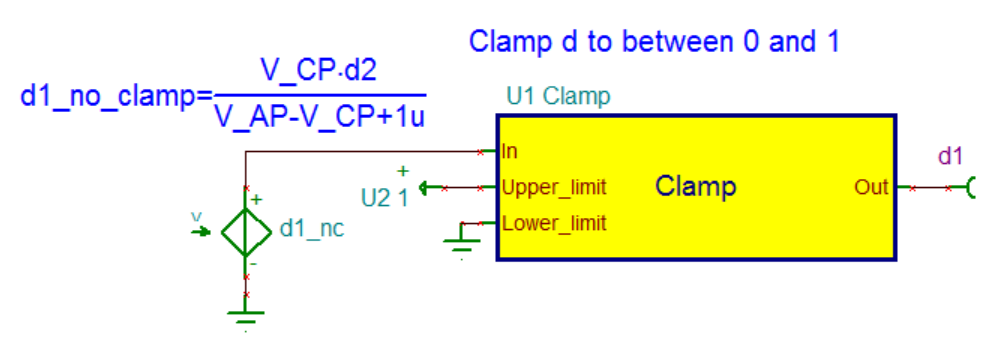 Clamp d to between 0 and 1
d1_no_clamp=V_CP·d2
V_AP-V_CP+1u
U1 Clamp
In
d1
+
U2 1
Upper_limit
Clamp
Out
v
+
d1_nc
Lower_limit
-